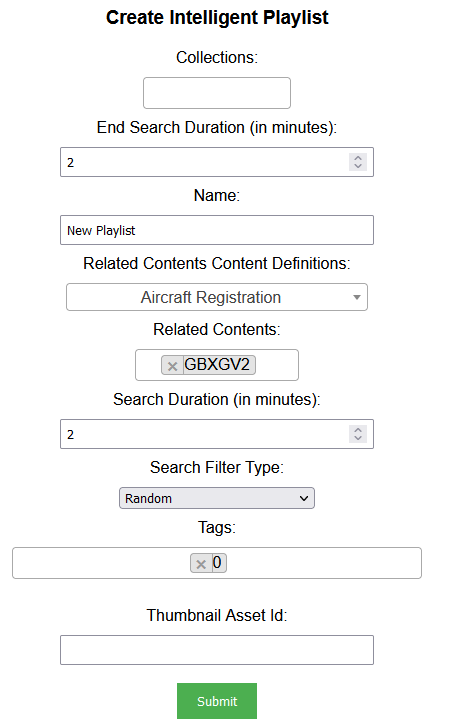 Create Intelligent Playlist
Collections:
End Search Duration (in minutes):
2
Name:
New Playlist
Related Contents Content Definitions:
Aircraft Registration
Related Contents:
× GBXGV2
Search Duration (in minutes):
2
Search Filter Type:
Random
Tags:
× 0
Thumbnail Asset Id:
Submit